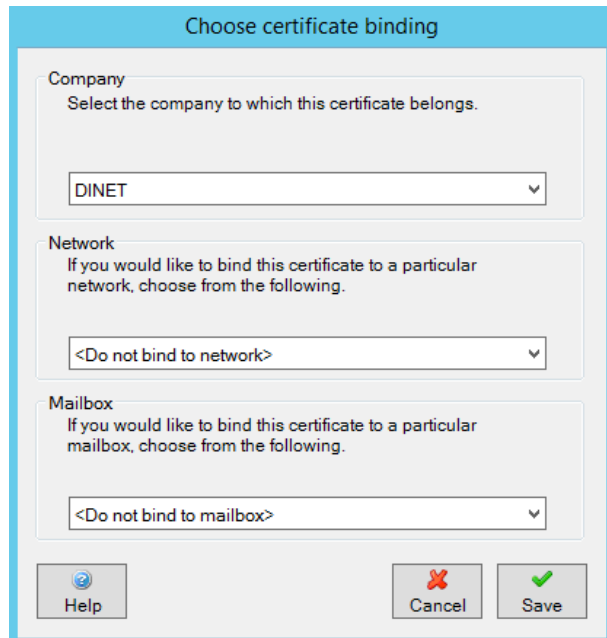 Choose certificate binding
Company
Select the company to which this certificate belongs.
DINET
Network
If you would like to bind this certificate to a particular
network, choose from the following.
<Do not bind to network>
Mailbox
If you would like to bind this certificate to a particular
mailbox, choose from the following.
<Do not bind to mailbox>
Help
Cancel
Save